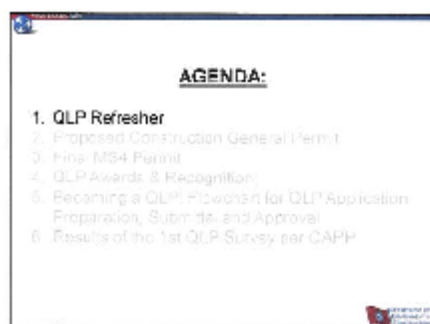 AGENDA:
1. QLP Refresher
2. Proposed Construction General Permit
3. Final MS4 Permit
4. QLP Awards & Recognition
5. Becoming a QLP: Flowchart for QLP Application
Preparation, Submittal and Approval
6. Results of the 1st QLP Survey per CAPP